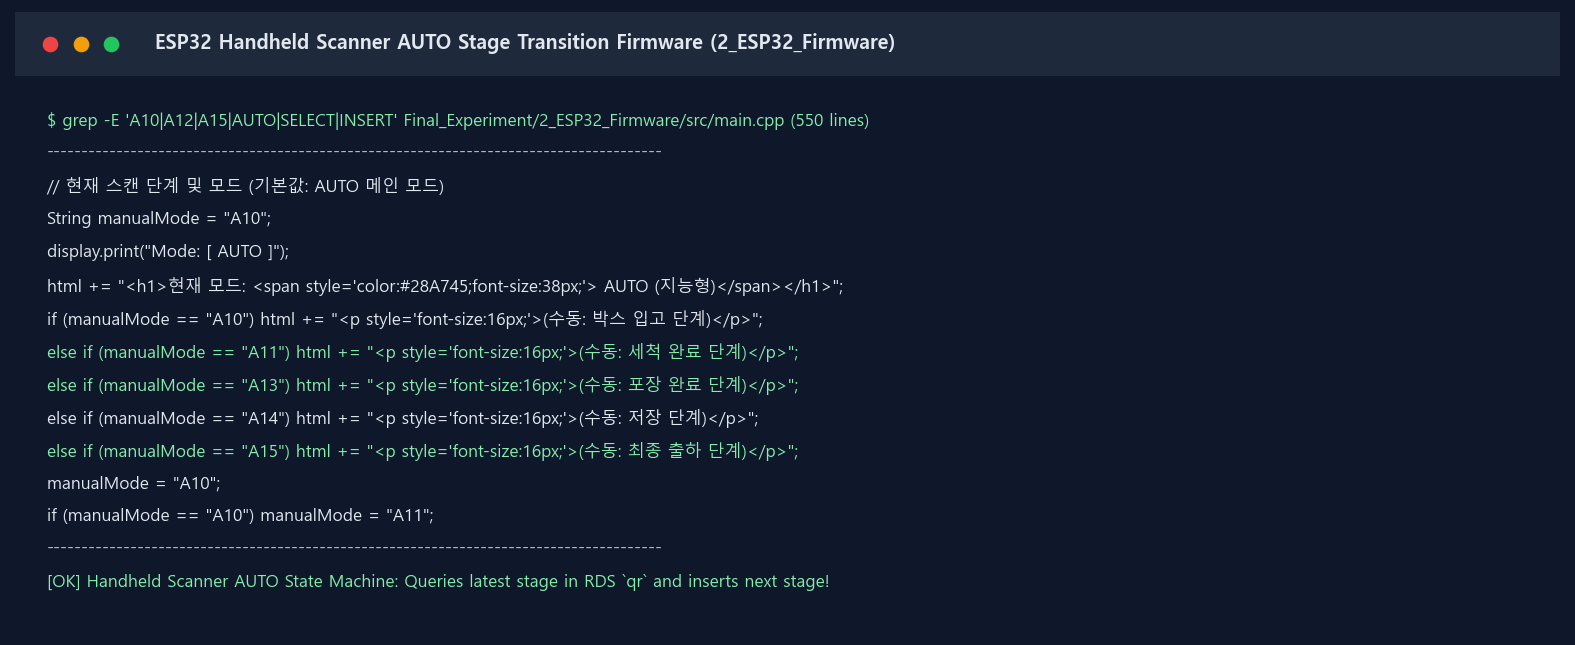 ESP32 Handheld Scanner AUTO Stage Transition Firmware (2_ESP32_Firmware)
$ grep -E 'A10|A12|A15|AUTO|SELECT|INSERT' Final_Experiment/2_ESP32_Firmware/src/main.cpp (550 lines)
------------------------------------------------------------------------------------------
// 현재 스캔 단계 및 모드 (기본값: AUTO 메인 모드)
String manualMode = "A10";
display.print("Mode: [ AUTO ]");
html += "<h1>현재 모드: <span style='color:#28A745;font-size:38px;'> AUTO (지능형)</span></h1>";
if (manualMode == "A10") html += "<p style='font-size:16px;'>(수동: 박스 입고 단계)</p>";
else if (manualMode == "A11") html += "<p style='font-size:16px;'>(수동: 세척 완료 단계)</p>";
else if (manualMode == "A13") html += "<p style='font-size:16px;'>(수동: 포장 완료 단계)</p>";
else if (manualMode == "A14") html += "<p style='font-size:16px;'>(수동: 저장 단계)</p>";
else if (manualMode == "A15") html += "<p style='font-size:16px;'>(수동: 최종 출하 단계)</p>";
manualMode = "A10";
if (manualMode == "A10") manualMode = "A11";
------------------------------------------------------------------------------------------
[OK] Handheld Scanner AUTO State Machine: Queries latest stage in RDS `qr` and inserts next stage!